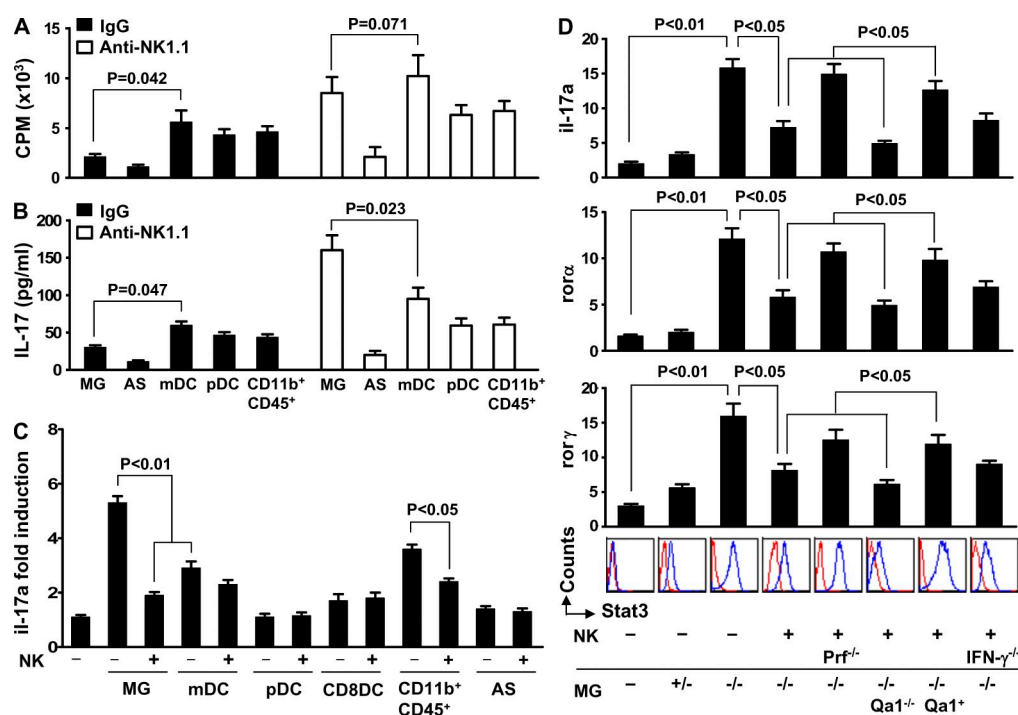 A
IgG
Anti-NK1.1
P=0.042
P=0.071
CPM (x10³)
15
10
5
0
B
IgG
Anti-NK1.1
P=0.047
P=0.023
IL-17 (pg/ml)
200
150
100
50
0
MG AS mDC pDC CD11b⁺ CD45⁺ MG AS mDC pDC CD11b⁺ CD45⁺
C
P<0.01
P<0.05
il-17a fold induction
8
6
4
2
0
NK – – + – + – + – + – + – +
MG mDC pDC CD8DC CD11b⁺ CD45⁺ AS
D
P<0.01 P<0.05 P<0.05
il-17a
20
15
10
5
0
P<0.01 P<0.05 P<0.05
rorα
15
10
5
0
P<0.01 P<0.05 P<0.05
ror γ
20
15
10
5
0
Counts
Stat3
NK – – – + + + + +
Prf⁻/⁻ IFN-γ⁻/⁻
MG – +/- -/- -/- -/- -/- -/- -/-
Qa1⁻/⁻ Qa1⁺